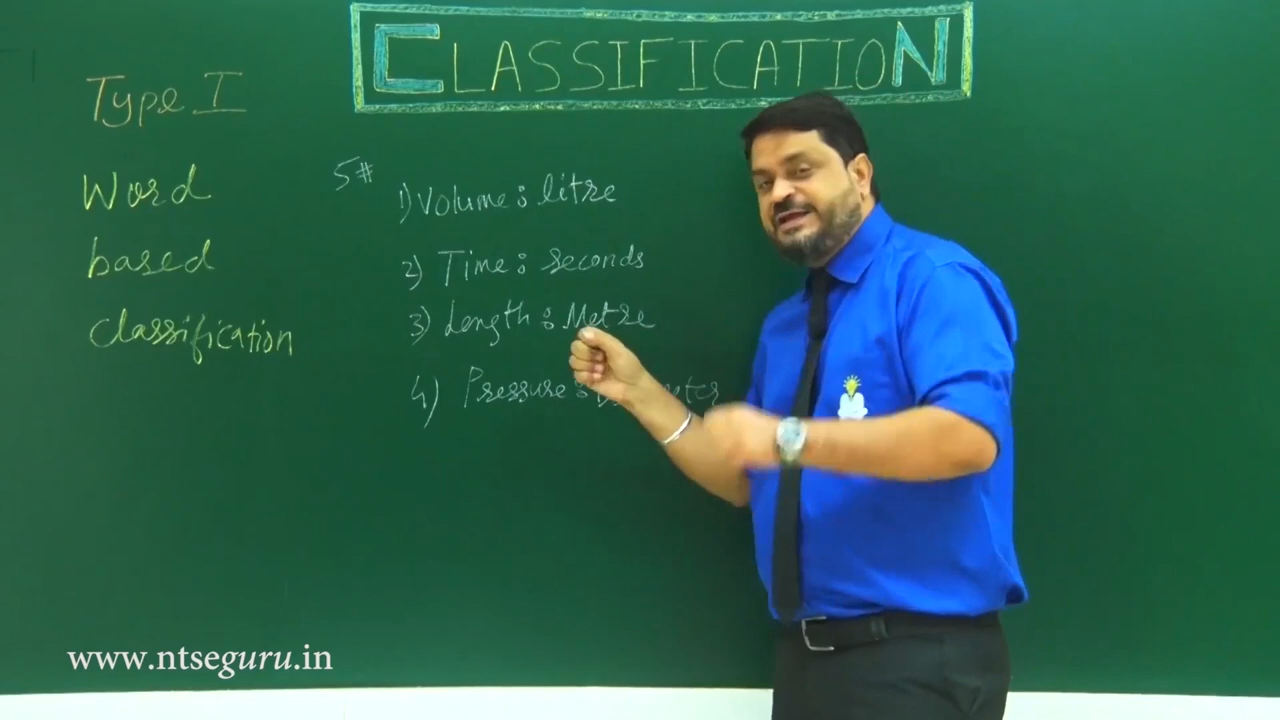 CLASSIFICATION
Type I
Word
based
classification
5#
1) Volume : litre
2) Time : seconds
3) Length : Metre
4) Pressure :
www.ntseguru.in